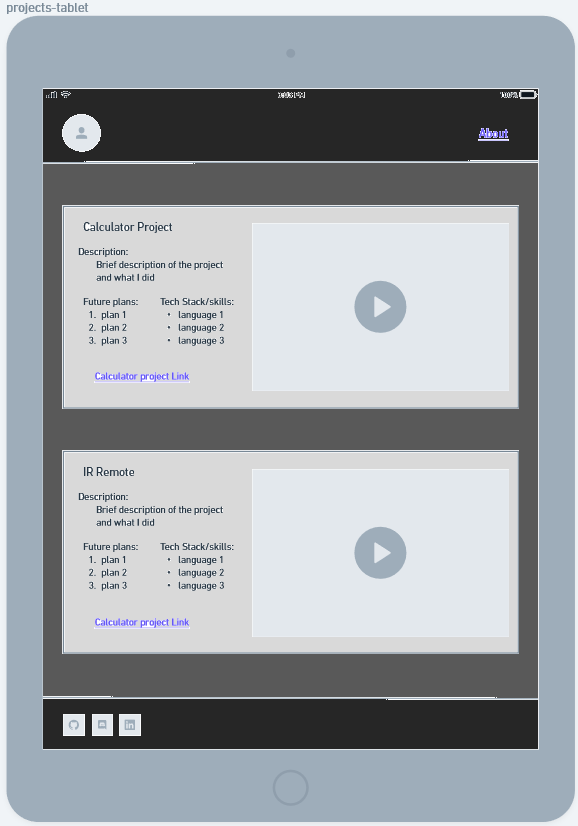 projects-tablet
100%
About
Calculator Project
Description:
Brief description of the project
and what I did
Future plans:
1. plan 1
2. plan 2
3. plan 3
Tech Stack/skills:
• language 1
• language 2
• language 3
Calculator project Link
IR Remote
Description:
Brief description of the project
and what I did
Future plans:
1. plan 1
2. plan 2
3. plan 3
Tech Stack/skills:
• language 1
• language 2
• language 3
Calculator project Link
in